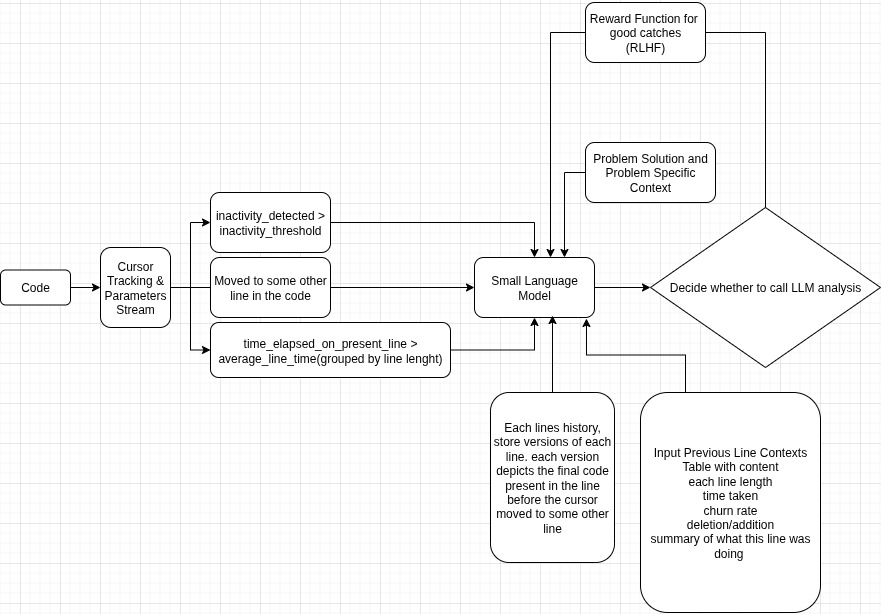 Reward Function for
good catches
(RLHF)
Problem Solution and
Problem Specific
Context
inactivity_detected >
inactivity_threshold
Code
Cursor
Tracking &
Parameters
Stream
Moved to some other
line in the code
Small Language
Model
Decide whether to call LLM analysis
time_elapsed_on_present_line >
average_line_time(grouped by line lenght)
Each lines history,
store versions of each
line. each version
depicts the final code
present in the line
before the cursor
moved to some other
line
Input Previous Line Contexts
Table with content
each line length
time taken
churn rate
deletion/addition
summary of what this line was
doing